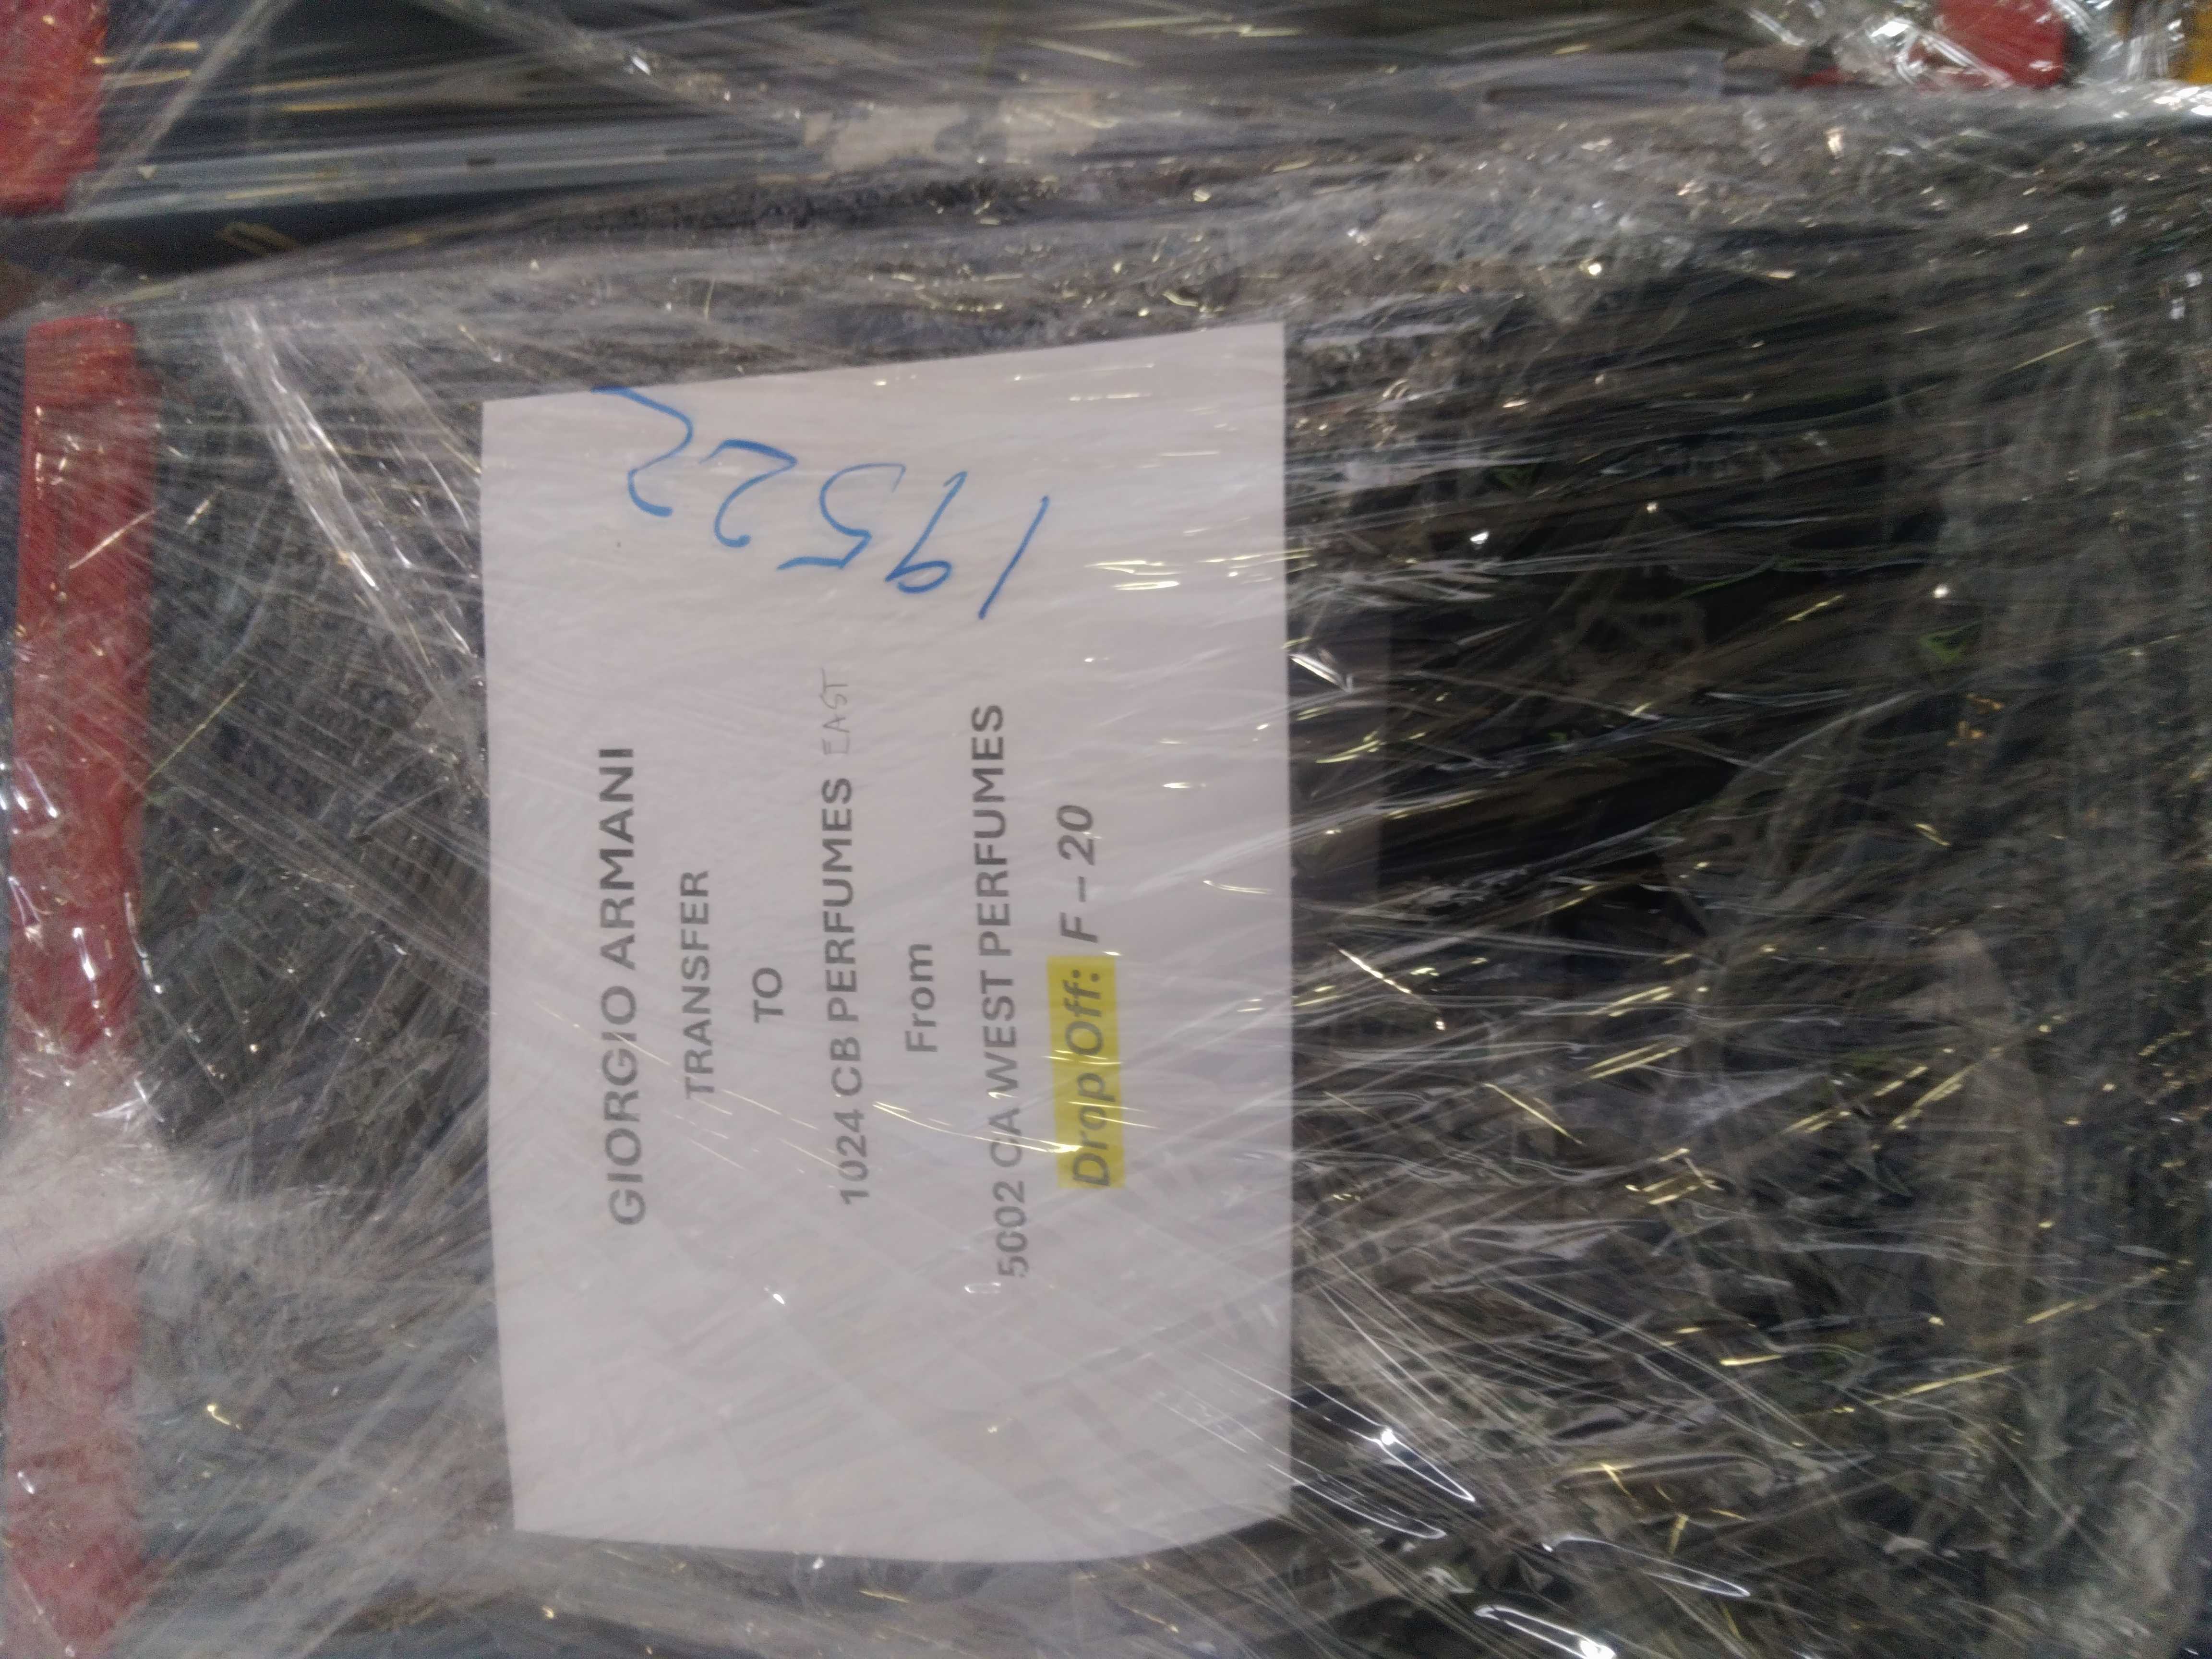 GIORGIO ARMANI
TRANSFER
TO
1024 CB PERFUMES EAST
From
5002 CA WEST PERFUMES
Drop Off: F – 20
19522